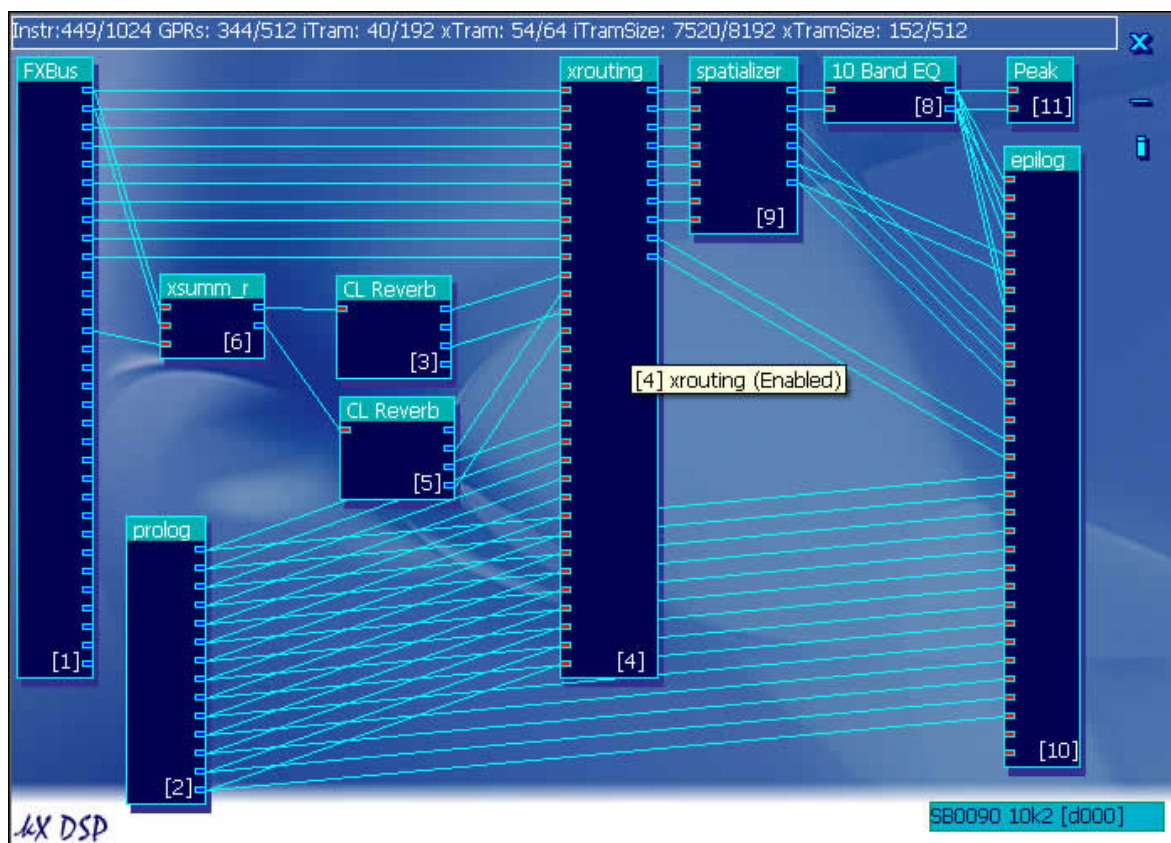 Instr:449/1024 GPRs: 344/512 iTram: 40/192 xTram: 54/64 iTramSize: 7520/8192 xTramSize: 152/512
FXBus
xrouting
spatializer
10 Band EQ
Peak
[8]
[11]
epilog
[9]
xsumm_r
CL Reverb
[6]
[3]
[4] xrouting (Enabled)
CL Reverb
[5]
prolog
[1]
[4]
[2]
[10]
kX DSP
SB0090 10k2 [d000]